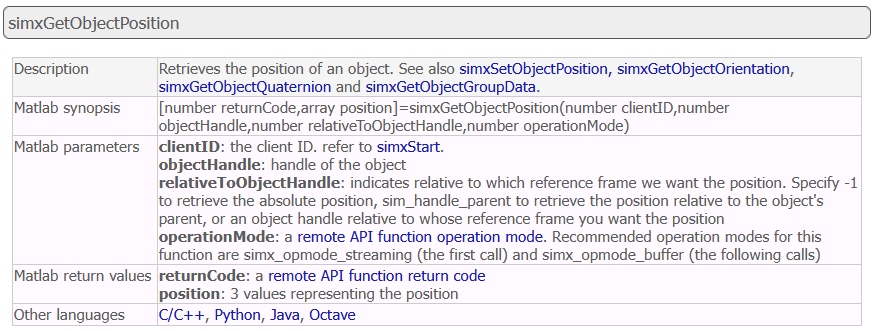 simxGetObjectPosition
Description
Retrieves the position of an object. See also simxSetObjectPosition, simxGetObjectOrientation,
simxGetObjectQuaternion and simxGetObjectGroupData.
Matlab synopsis
[number returnCode,array position]=simxGetObjectPosition(number clientID,number
objectHandle,number relativeToObjectHandle,number operationMode)
Matlab parameters
clientID: the client ID. refer to simxStart.
objectHandle: handle of the object
relativeToObjectHandle: indicates relative to which reference frame we want the position. Specify -1
to retrieve the absolute position, sim_handle_parent to retrieve the position relative to the object's
parent, or an object handle relative to whose reference frame you want the position
operationMode: a remote API function operation mode. Recommended operation modes for this
function are simx_opmode_streaming (the first call) and simx_opmode_buffer (the following calls)
Matlab return values
returnCode: a remote API function return code
position: 3 values representing the position
Other languages
C/C++, Python, Java, Octave